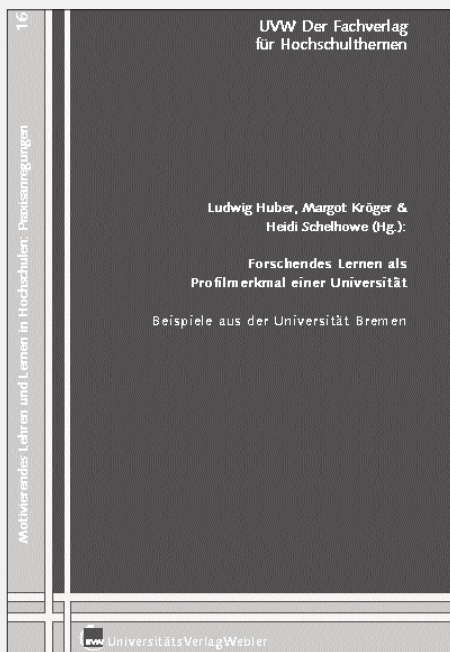 16
Motivierendes Lehren und Lernen in Hochschulen: Praxisanregungen
UVW Der Fachverlag
für Hochschulthemen
Ludwig Huber, Margot Kröger &
Heidi Schelhowe (Hg.):
Forschendes Lernen als
Profilmerkmal einer Universität
Beispiele aus der Universität Bremen
UVW UniversitätsVerlagWebler